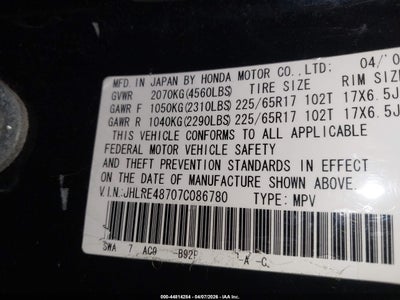 MFD. IN JAPAN BY HONDA MOTOR CO., LTD: 04/0
GVWR 2070KG(4560LBS) TIRE SIZE RIM SIZE
GAWR F 1050KG(2310LBS) 225/65R17 102T 17X6.5J
GAWR R 1040KG(2290LBS) 225/65R17 102T 17X6.5J
THIS VEHICLE CONFORMS TO ALL APPLICABLE
FEDERAL MOTOR VEHICLE SAFETY
AND THEFT PREVENTION STANDARDS IN EFFECT
ON THE DATE OF MANUFACTURE SHOWN ABOVE.
V.I.N.:JHLRE48707C086780 TYPE: MPV
SWA 7 -A -C
000-44814284 - 04/07/2026 - IAA Inc.